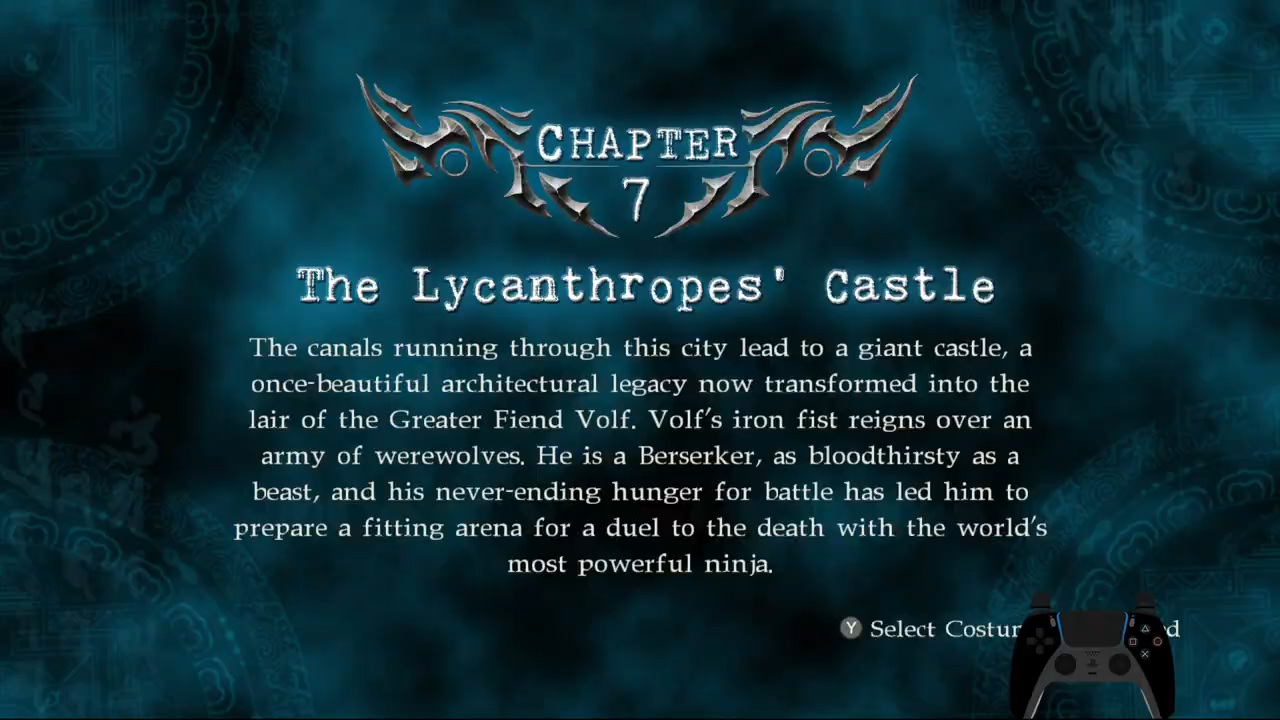 CHAPTER
7
The Lycanthropes' Castle
The canals running through this city lead to a giant castle, a
once-beautiful architectural legacy now transformed into the
lair of the Greater Fiend Volf. Volf's iron fist reigns over an
army of werewolves. He is a Berserker, as bloodthirsty as a
beast, and his never-ending hunger for battle has led him to
prepare a fitting arena for a duel to the death with the world's
most powerful ninja.
Y Select